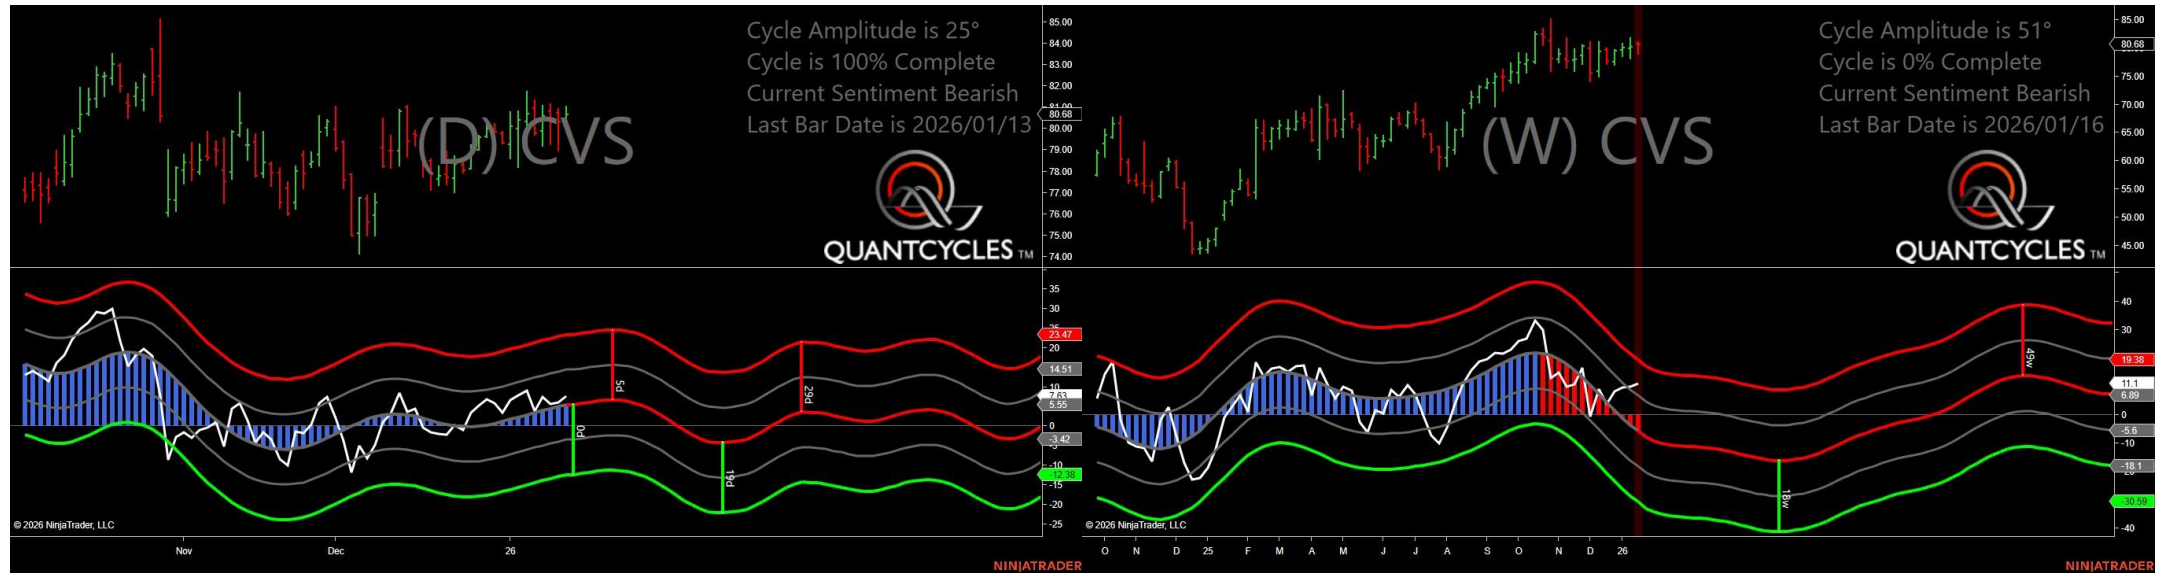 Cycle Amplitude is 25°
Cycle is 100% Complete
Current Sentiment Bearish
Last Bar Date is 2026/01/13
(D) CVS
QUANTCYCLES TM
85.00
84.00
83.00
82.00
81.00
80.68
80.00
79.00
78.00
77.00
76.00
75.00
74.00
35
30
25
23.47
20
14.51
10
7.63
5.55
0
-3.42
-10
-12.38
-15
-20
-25
0d
5d
19d
29d
© 2026 NinjaTrader, LLC
Nov
Dec
26
NINJATRADER
Cycle Amplitude is 51°
Cycle is 0% Complete
Current Sentiment Bearish
Last Bar Date is 2026/01/16
(W) CVS
QUANTCYCLES TM
85.00
80.68
75.00
70.00
65.00
60.00
55.00
50.00
45.00
40
30
19.38
11.1
6.89
0
-5.6
-10
-18.1
-30.59
-40
18w
49w
© 2026 NinjaTrader, LLC
O N D 25 F M A M J J A S O N D 26
NINJATRADER